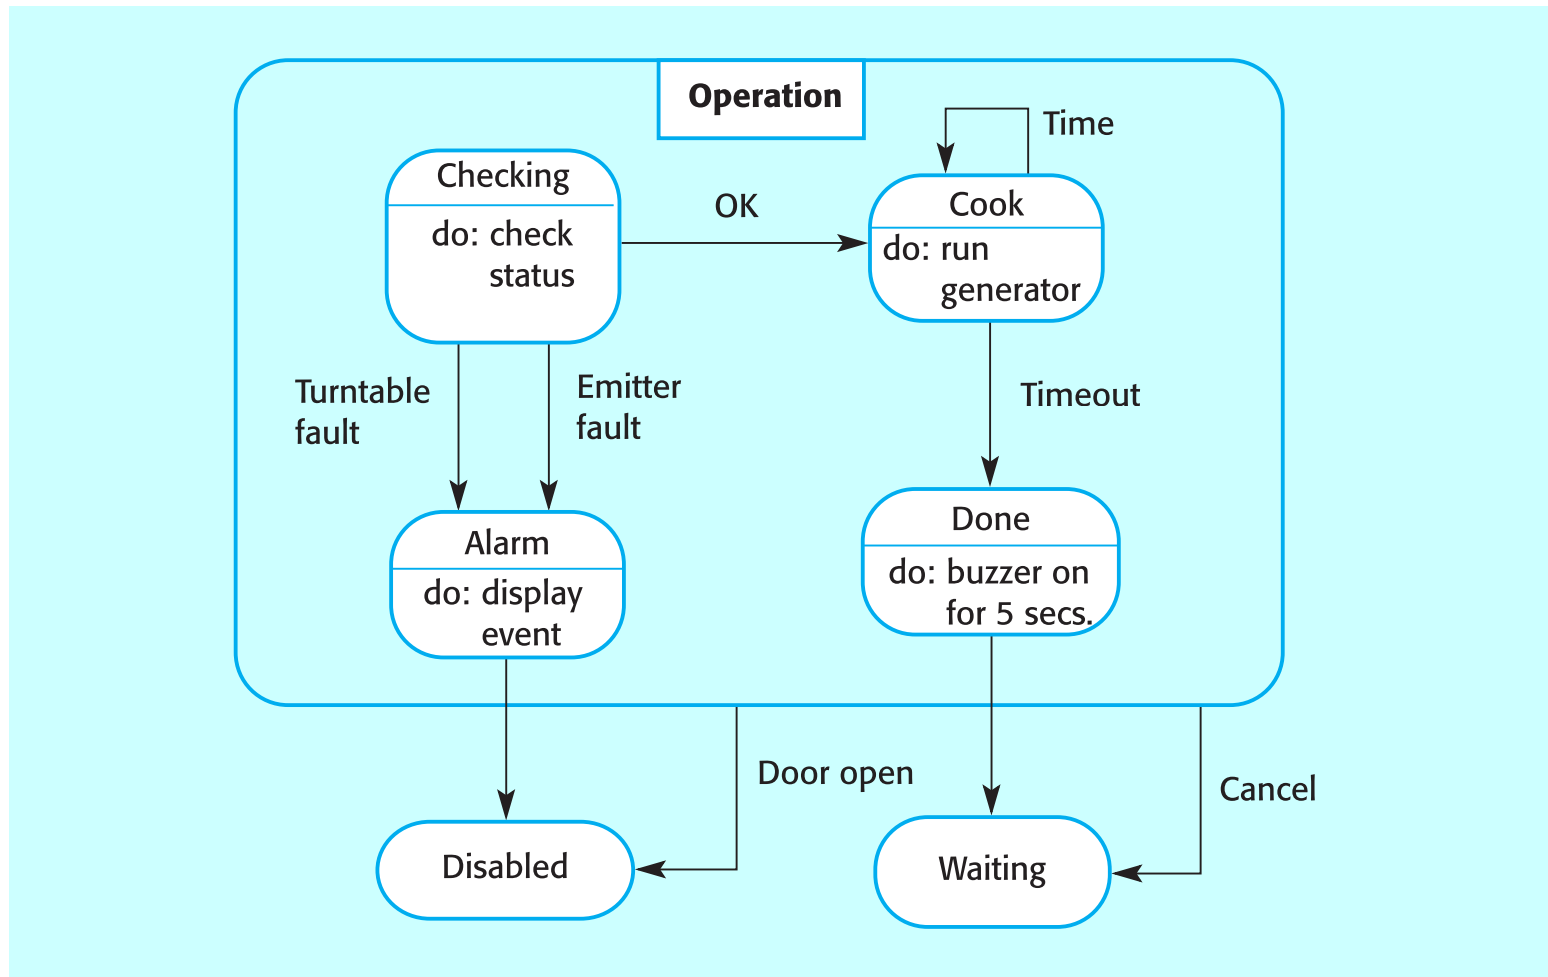 Operation
Time
Checking
do: check
status
OK
Cook
do: run
generator
Turntable
fault
Emitter
fault
Timeout
Alarm
do: display
event
Done
do: buzzer on
for 5 secs.
Door open
Cancel
Disabled
Waiting